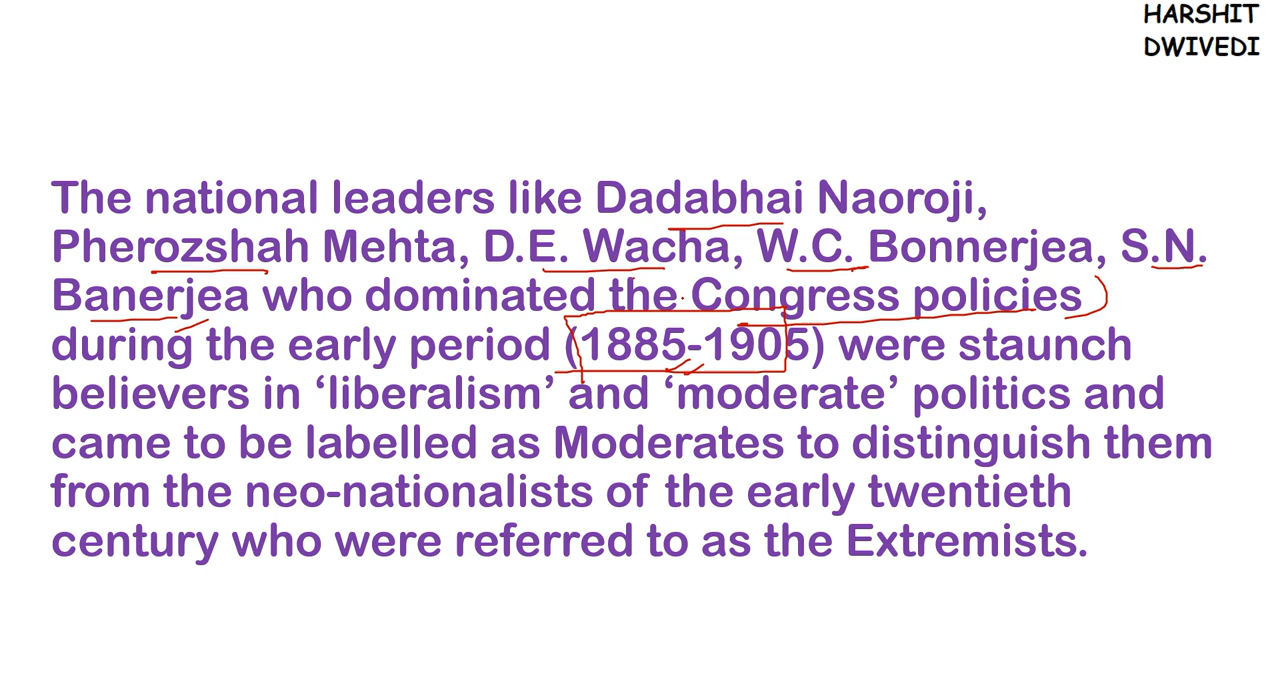 HARSHIT
DWIVEDI
The national leaders like Dadabhai Naoroji,
Pherozshah Mehta, D.E. Wacha, W.C. Bonnerjea, S.N.
Banerjea who dominated the Congress policies
during the early period (1885-1905) were staunch
believers in ‘liberalism’ and ‘moderate’ politics and
came to be labelled as Moderates to distinguish them
from the neo-nationalists of the early twentieth
century who were referred to as the Extremists.